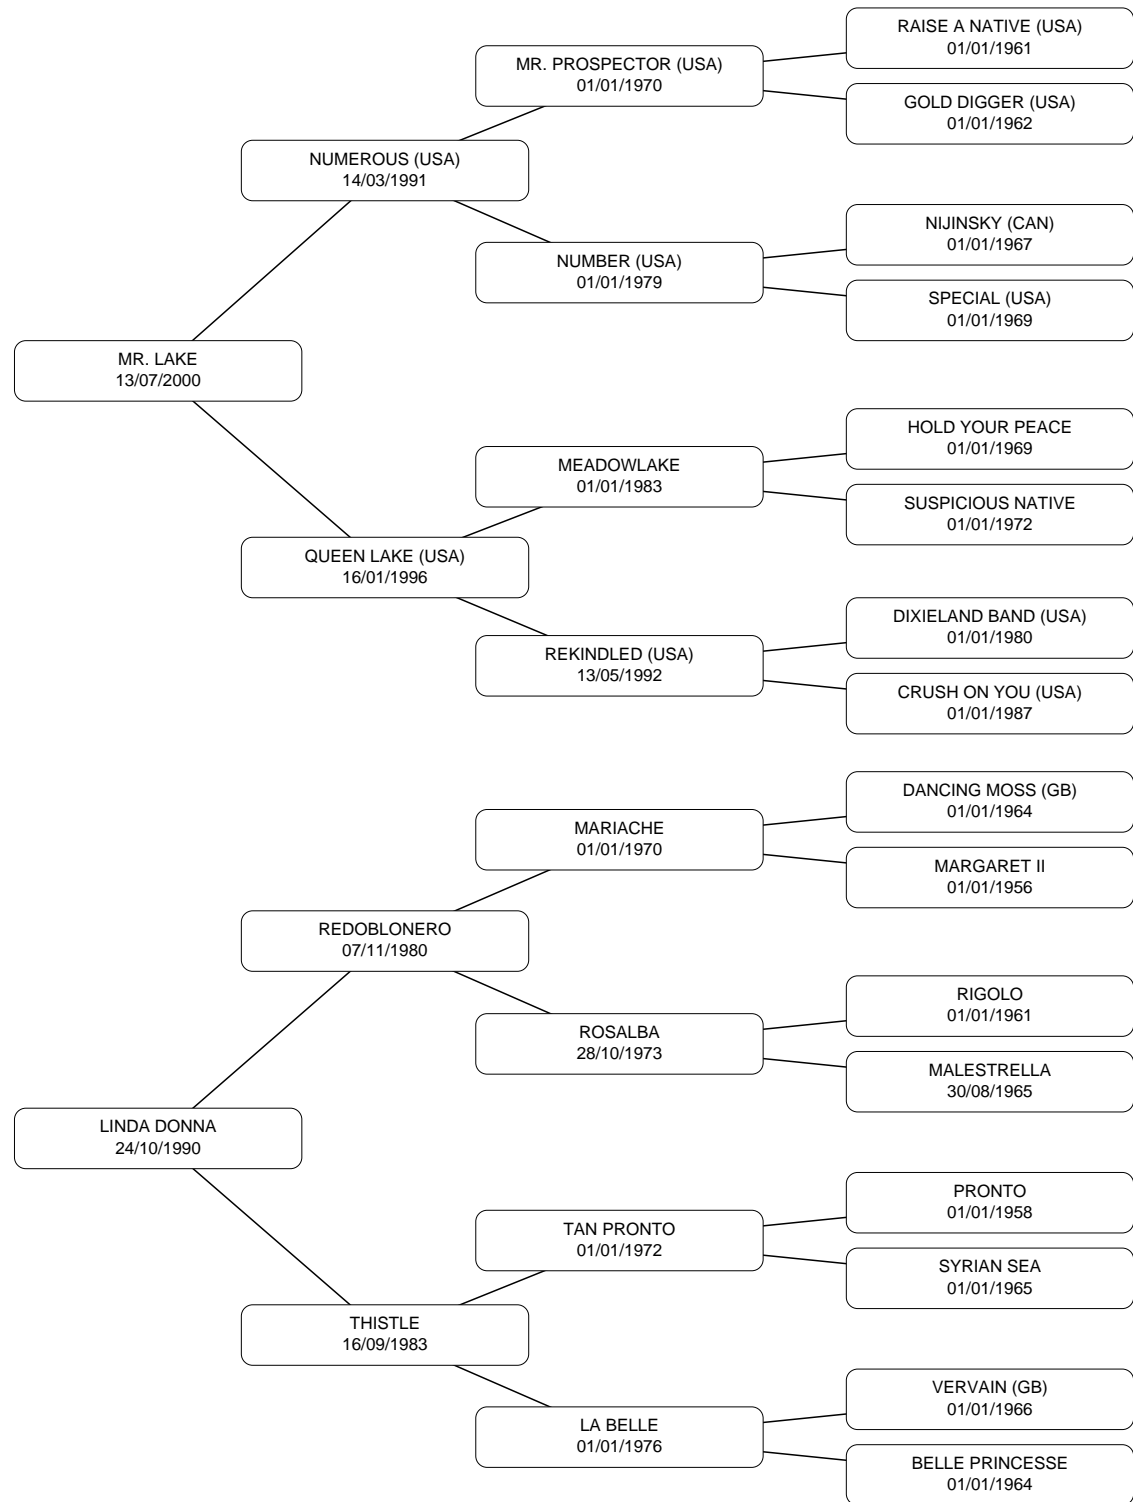 RAISE A NATIVE (USA)
01/01/1961
MR. PROSPECTOR (USA)
01/01/1970
GOLD DIGGER (USA)
01/01/1962
NUMEROUS (USA)
14/03/1991
NIJINSKY (CAN)
01/01/1967
NUMBER (USA)
01/01/1979
SPECIAL (USA)
01/01/1969
MR. LAKE
13/07/2000
HOLD YOUR PEACE
01/01/1969
MEADOWLAKE
01/01/1983
SUSPICIOUS NATIVE
01/01/1972
QUEEN LAKE (USA)
16/01/1996
DIXIELAND BAND (USA)
01/01/1980
REKINDLED (USA)
13/05/1992
CRUSH ON YOU (USA)
01/01/1987
DANCING MOSS (GB)
01/01/1964
MARIACHE
01/01/1970
MARGARET II
01/01/1956
REDOBLONERO
07/11/1980
RIGOLO
01/01/1961
ROSALBA
28/10/1973
MALESTRELLA
30/08/1965
LINDA DONNA
24/10/1990
PRONTO
01/01/1958
TAN PRONTO
01/01/1972
SYRIAN SEA
01/01/1965
THISTLE
16/09/1983
VERVAIN (GB)
01/01/1966
LA BELLE
01/01/1976
BELLE PRINCESSE
01/01/1964